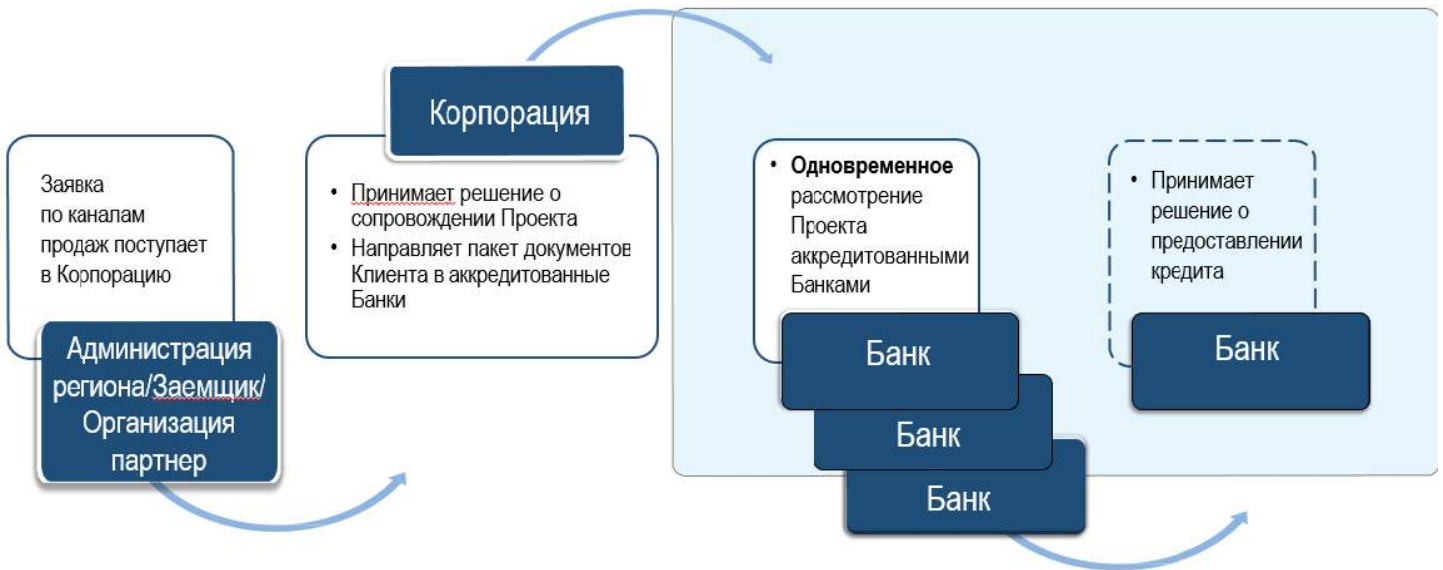 Заявка
по каналам
продаж поступает
в Корпорацию
Администрация
региона/Заемщик/
Организация
партнер
Корпорация
• Принимает решение о
сопровождении Проекта
• Направляет пакет документов
Клиента в аккредитованные
Банки
• Одновременное
рассмотрение
Проекта
аккредитованными
Банками
Банк
Банк
Банк
• Принимает
решение о
предоставлении
кредита
Банк